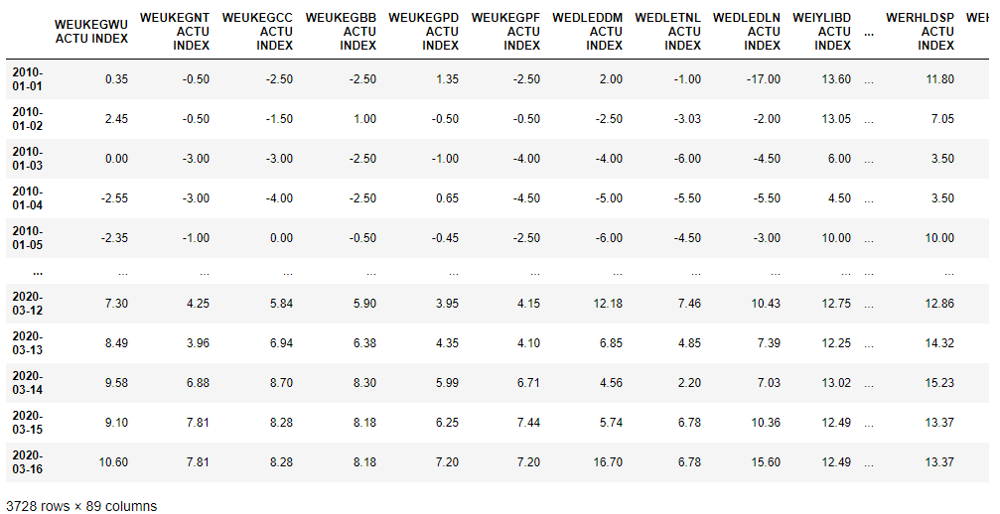 WEUKEGWU ACTU INDEX WEUKEGNT ACTU INDEX WEUKEGCC ACTU INDEX WEUKEGBB ACTU INDEX WEUKEGPD ACTU INDEX WEUKEGPF ACTU INDEX WEDLEDDM ACTU INDEX WEDLETNL ACTU INDEX WEDLEDLN ACTU INDEX WEIYLIBD ACTU INDEX ... WERHLDSP ACTU INDEX
2010-01-01 0.35 -0.50 -2.50 -2.50 1.35 -2.50 2.00 -1.00 -17.00 13.60 ... 11.80
2010-01-02 2.45 -0.50 -1.50 1.00 -0.50 -0.50 -2.50 -3.03 -2.00 13.05 ... 7.05
2010-01-03 0.00 -3.00 -3.00 -2.50 -1.00 -4.00 -4.00 -6.00 -4.50 6.00 ... 3.50
2010-01-04 -2.55 -3.00 -4.00 -2.50 0.65 -4.50 -5.00 -5.50 -5.50 4.50 ... 3.50
2010-01-05 -2.35 -1.00 0.00 -0.50 -0.45 -2.50 -6.00 -4.50 -3.00 10.00 ... 10.00
... ... ... ... ... ... ... ... ... ... ... ... ...
2020-03-12 7.30 4.25 5.84 5.90 3.95 4.15 12.18 7.46 10.43 12.75 ... 12.86
2020-03-13 8.49 3.96 6.94 6.38 4.35 4.10 6.85 4.85 7.39 12.25 ... 14.32
2020-03-14 9.58 6.88 8.70 8.30 5.99 6.71 4.56 2.20 7.03 13.02 ... 15.23
2020-03-15 9.10 7.81 8.28 8.18 6.25 7.44 5.74 6.78 10.36 12.49 ... 13.37
2020-03-16 10.60 7.81 8.28 8.18 7.20 7.20 16.70 6.78 15.60 12.49 ... 13.37
3728 rows × 89 columns